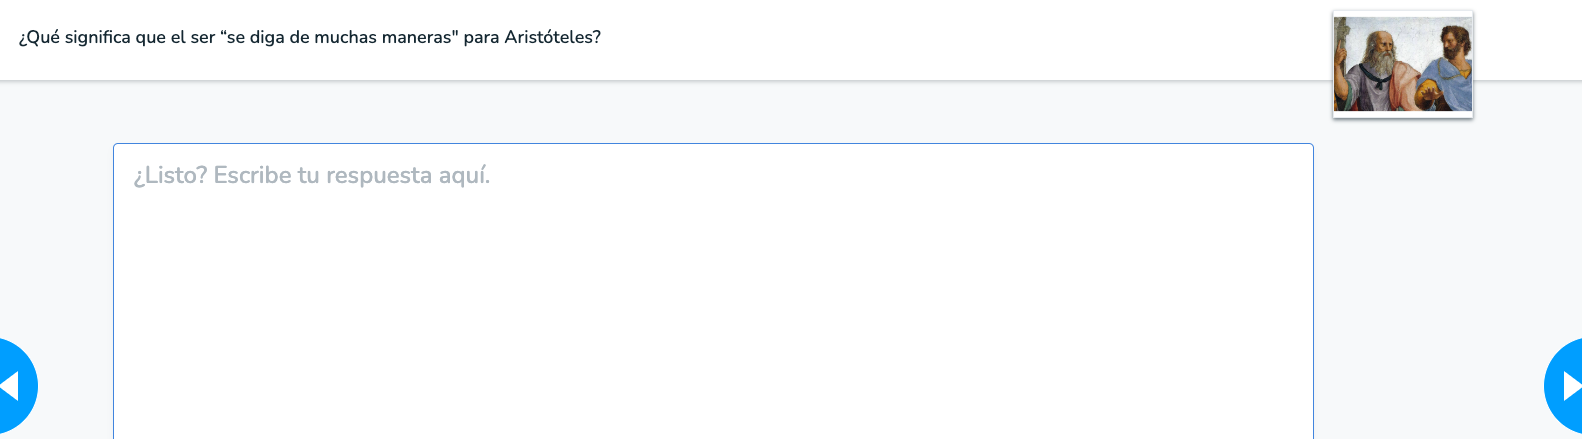 ¿Qué significa que el ser “se diga de muchas maneras" para Aristóteles?
¿Listo? Escribe tu respuesta aquí.